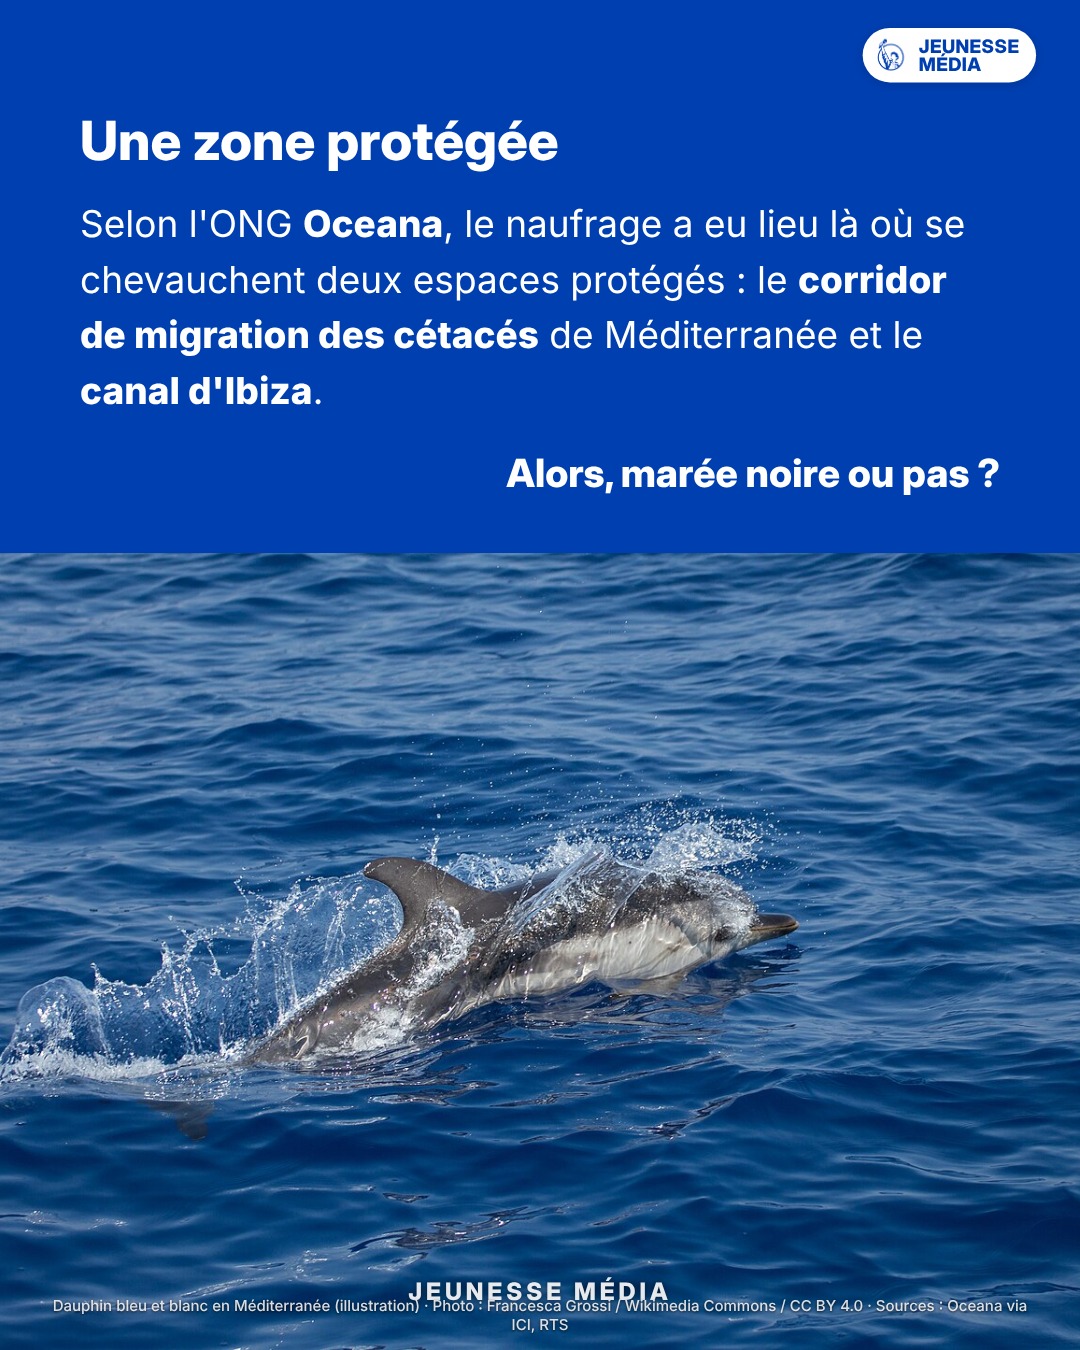 JEUNESSE
MÉDIA
Une zone protégée
Selon l'ONG Oceana, le naufrage a eu lieu là où se
chevauchent deux espaces protégés : le corridor
de migration des cétacés de Méditerranée et le
canal d'Ibiza.
Alors, marée noire ou pas ?
JEUNESSE MÉDIA
Dauphin bleu et blanc en Méditerranée (illustration) · Photo : Francesca Grossi / Wikimedia Commons / CC BY 4.0 · Sources : Oceana via
ICI, RTS